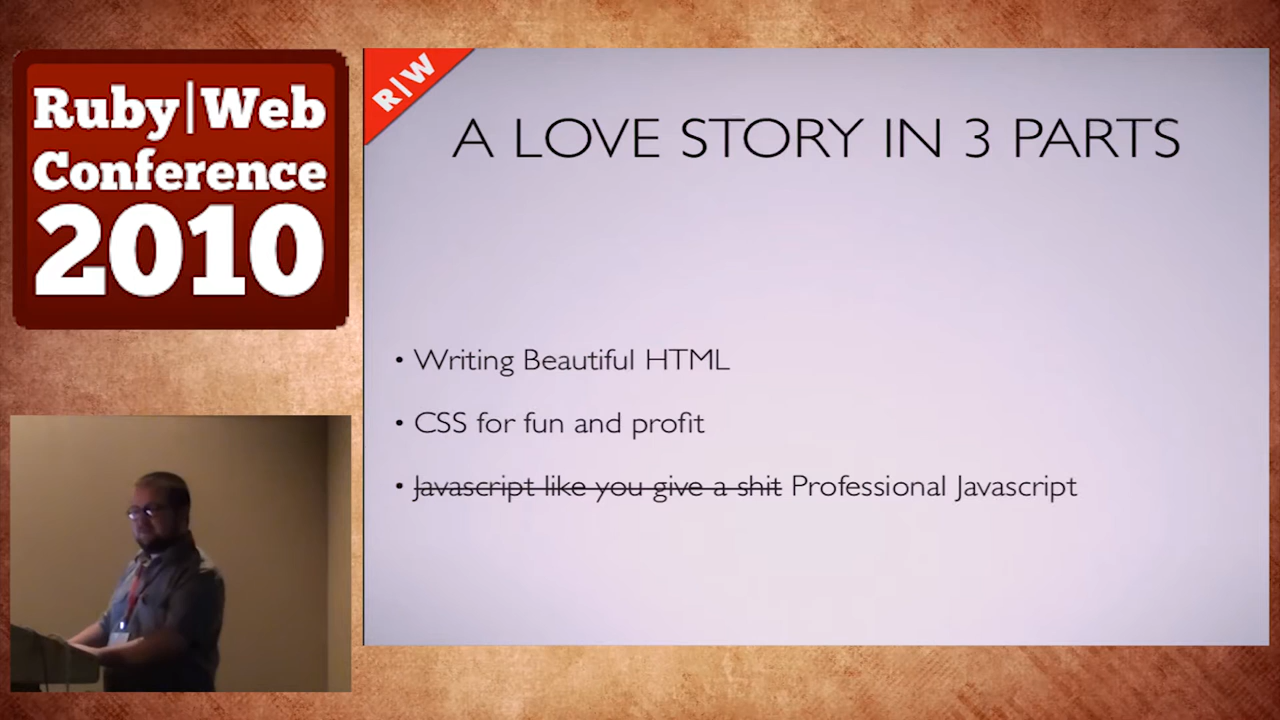 Ruby|Web
Conference
2010
R|W
A LOVE STORY IN 3 PARTS
• Writing Beautiful HTML
• CSS for fun and profit
• Javascript like you give a shit Professional Javascript